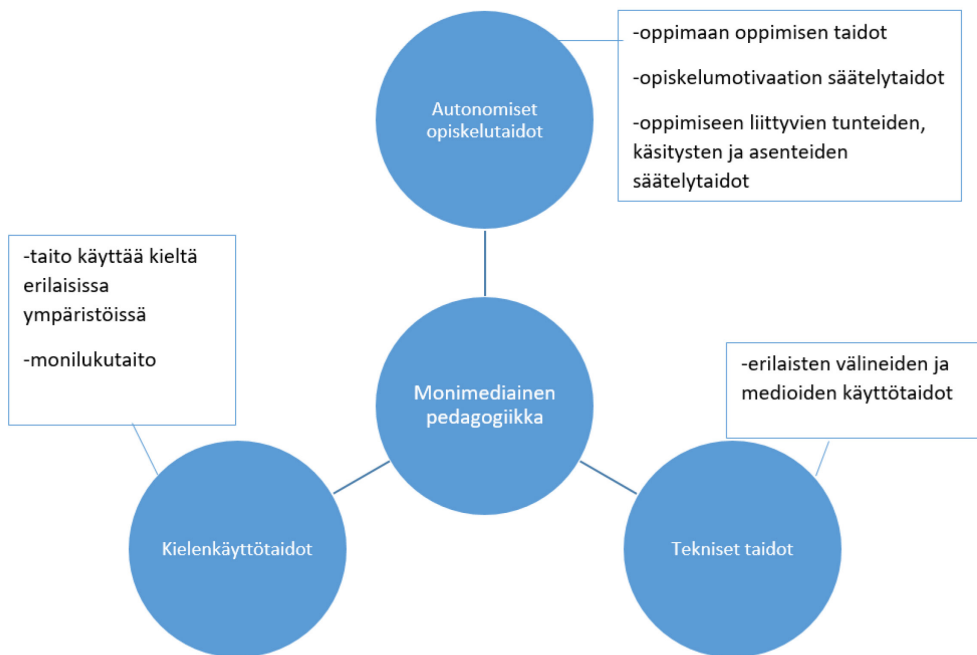 -oppimaan oppimisen taidot
-opiskelumotivaation säätelytaidot
-oppimiseen liittyvien tunteiden,
käsitysten ja asenteiden
säätelytaidot
Autonomiset
opiskelutaidot
-taito käyttää kieltä
erilaisissa
ympäristöissä
-monilukutaito
Monimediainen
pedagogiikka
-erilaisten välineiden ja
medioiden käyttötaidot
Kielenkäyttötaidot
Tekniset taidot